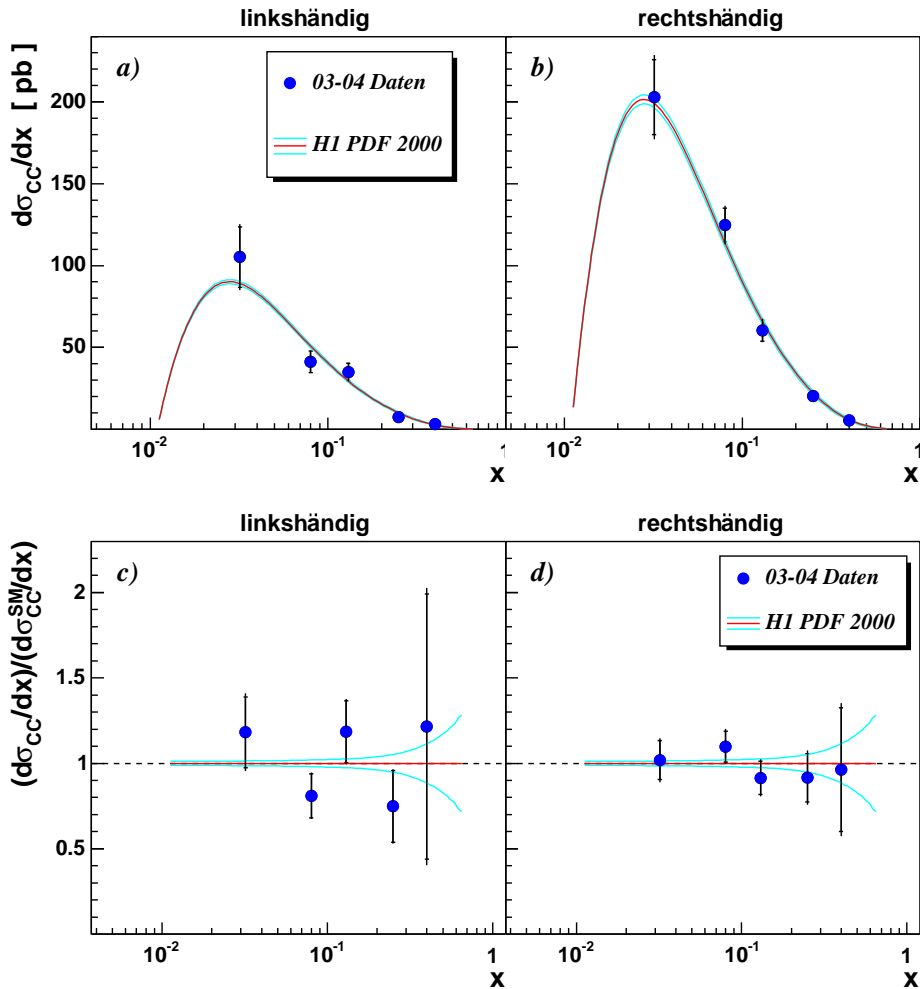 linkshändig
rechtshändig
dσCC/dx [ pb ]
a)
03-04 Daten
H1 PDF 2000
b)
200
150
100
50
10-2
10-1
1
x
10-2
10-1
1
x
linkshändig
rechtshändig
(dσCC/dx)/(dσSMCC/dx)
c)
d)
03-04 Daten
H1 PDF 2000
2
1.5
1
0.5
10-2
10-1
1
x
10-2
10-1
1
x